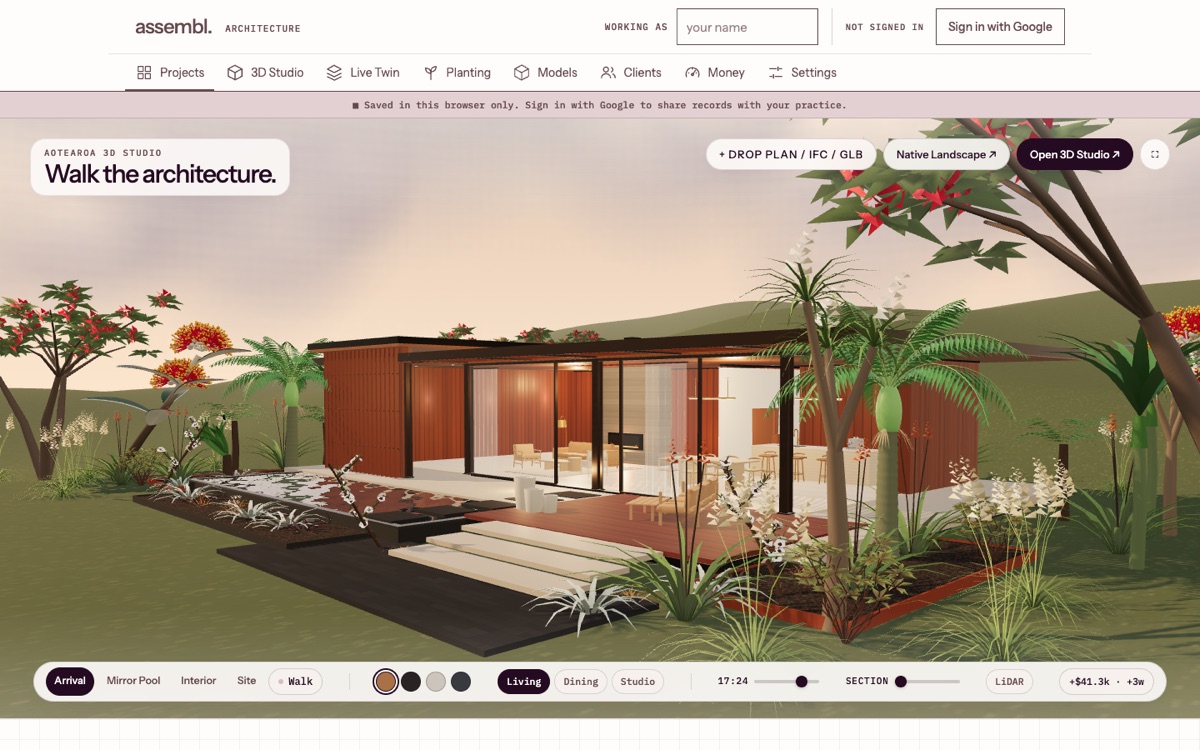 assembl. ARCHITECTURE
WORKING AS your name NOT SIGNED IN Sign in with Google
Projects 3D Studio Live Twin Planting Models Clients Money Settings
■ Saved in this browser only. Sign in with Google to share records with your practice.
AOTEAROA 3D STUDIO
Walk the architecture.
+ DROP PLAN / IFC / GLB Native Landscape ↗ Open 3D Studio ↗
Arrival Mirror Pool Interior Site Walk Living Dining Studio 17:24 SECTION LiDAR +$41.3k · +3w